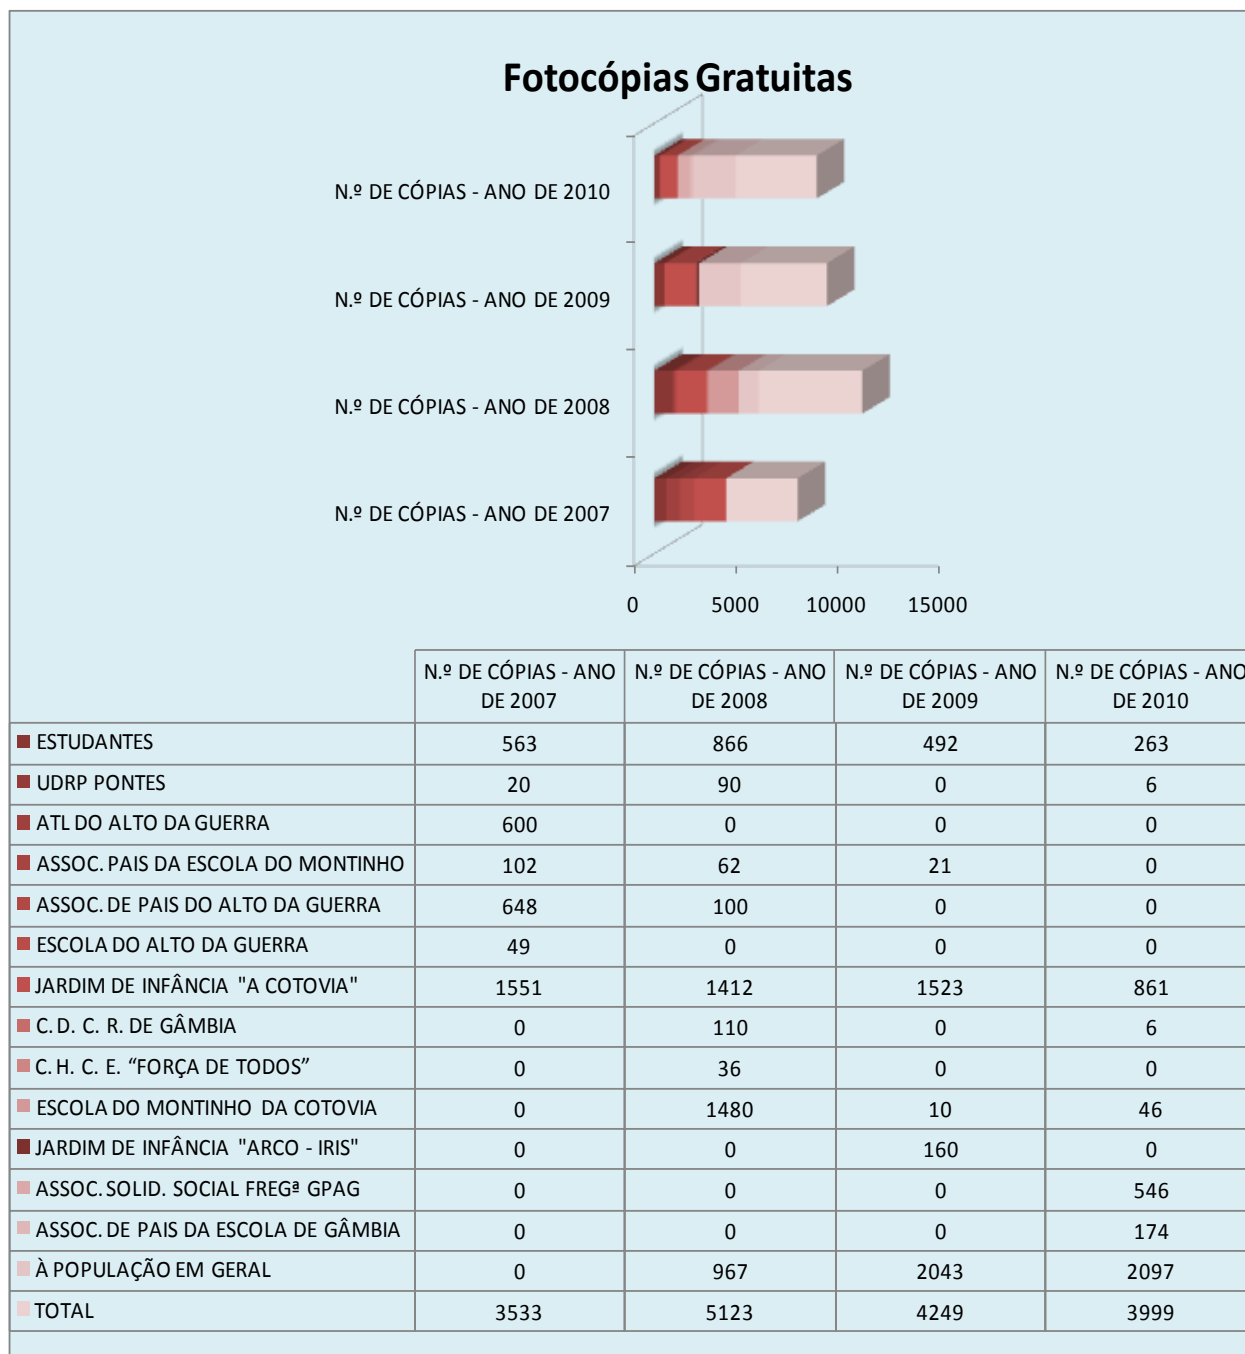 Fotocópias Gratuitas
N.º DE CÓPIAS - ANO DE 2010
N.º DE CÓPIAS - ANO DE 2009
N.º DE CÓPIAS - ANO DE 2008
N.º DE CÓPIAS - ANO DE 2007
0 5000 10000 15000
N.º DE CÓPIAS - ANO N.º DE CÓPIAS - ANO N.º DE CÓPIAS - ANO N.º DE CÓPIAS - ANO
DE 2007 DE 2008 DE 2009 DE 2010
ESTUDANTES 563 866 492 263
UDRP PONTES 20 90 0 6
ATL DO ALTO DA GUERRA 600 0 0 0
ASSOC. PAIS DA ESCOLA DO MONTINHO 102 62 21 0
ASSOC. DE PAIS DO ALTO DA GUERRA 648 100 0 0
ESCOLA DO ALTO DA GUERRA 49 0 0 0
JARDIM DE INFÂNCIA "A COTOVIA" 1551 1412 1523 861
C. D. C. R. DE GÂMBIA 0 110 0 6
C. H. C. E. “FORÇA DE TODOS” 0 36 0 0
ESCOLA DO MONTINHO DA COTOVIA 0 1480 10 46
JARDIM DE INFÂNCIA "ARCO - IRIS" 0 0 160 0
ASSOC. SOLID. SOCIAL FREGª GPAG 0 0 0 546
ASSOC. DE PAIS DA ESCOLA DE GÂMBIA 0 0 0 174
À POPULAÇÃO EM GERAL 0 967 2043 2097
TOTAL 3533 5123 4249 3999